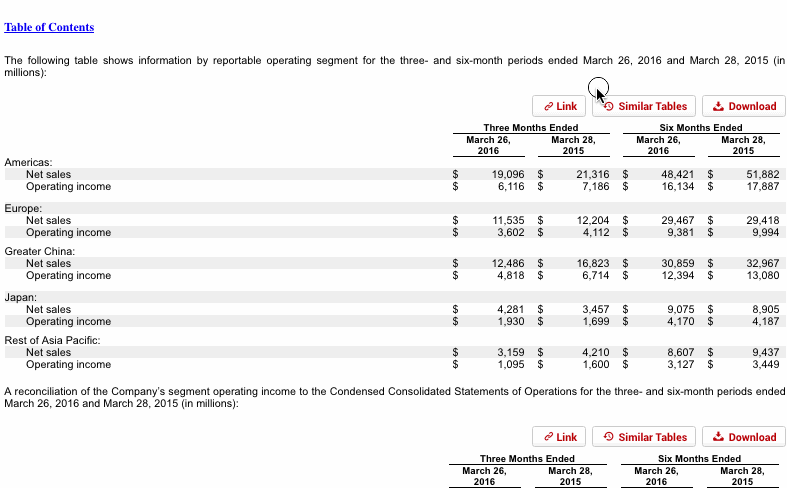 Table of Contents
The following table shows information by reportable operating segment for the three- and six-month periods ended March 26, 2016 and March 28, 2015 (in
millions):
Link Similar Tables Download
Three Months Ended Six Months Ended
March 26, March 28, March 26, March 28,
2016 2015 2016 2015
Americas:
Net sales $ 19,096 $ 21,316 $ 48,421 $ 51,882
Operating income $ 6,116 $ 7,186 $ 16,134 $ 17,887
Europe:
Net sales $ 11,535 $ 12,204 $ 29,467 $ 29,418
Operating income $ 3,602 $ 4,112 $ 9,381 $ 9,994
Greater China:
Net sales $ 12,486 $ 16,823 $ 30,859 $ 32,967
Operating income $ 4,818 $ 6,714 $ 12,394 $ 13,080
Japan:
Net sales $ 4,281 $ 3,457 $ 9,075 $ 8,905
Operating income $ 1,930 $ 1,699 $ 4,170 $ 4,187
Rest of Asia Pacific:
Net sales $ 3,159 $ 4,210 $ 8,607 $ 9,437
Operating income $ 1,095 $ 1,600 $ 3,127 $ 3,449
A reconciliation of the Company's segment operating income to the Condensed Consolidated Statements of Operations for the three- and six-month periods ended
March 26, 2016 and March 28, 2015 (in millions):
Link Similar Tables Download
Three Months Ended Six Months Ended
March 26, March 28, March 26, March 28,
2016 2015 2016 2015